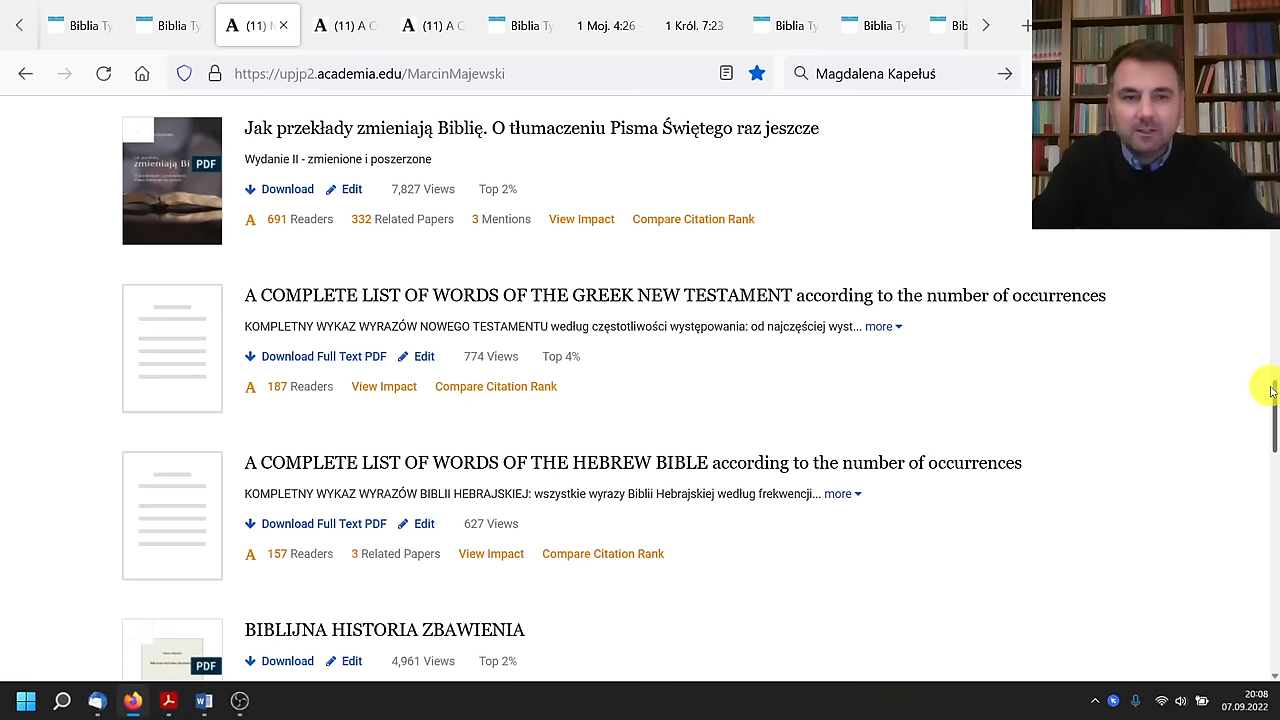 Biblia Ty
Biblia Ty
A (11)
A (11) A C
A (11) A C
Biblia Ty
1 Moj. 4:26
1 Król. 7:23
Biblia Ty
Biblia Ty
Bib
https://upjp2.academia.edu/MarcinMajewski
Magdalena Kapełuś
Jak przekłady zmieniają Biblię. O tłumaczeniu Pisma Świętego raz jeszcze
zmieniają Bi
PDF
Wydanie II - zmienione i poszerzone
Download Edit 7,827 Views Top 2%
A 691 Readers 332 Related Papers 3 Mentions View Impact Compare Citation Rank
A COMPLETE LIST OF WORDS OF THE GREEK NEW TESTAMENT according to the number of occurrences
KOMPLETNY WYKAZ WYRAZÓW NOWEGO TESTAMENTU według częstotliwości występowania: od najczęściej wyst... more
Download Full Text PDF Edit 774 Views Top 4%
A 187 Readers View Impact Compare Citation Rank
A COMPLETE LIST OF WORDS OF THE HEBREW BIBLE according to the number of occurrences
KOMPLETNY WYKAZ WYRAZÓW BIBLII HEBRAJSKIEJ: wszystkie wyrazy Biblii Hebrajskiej według frekwencji... more
Download Full Text PDF Edit 627 Views
A 157 Readers 3 Related Papers View Impact Compare Citation Rank
BIBLIJNA HISTORIA ZBAWIENIA
PDF
Download Edit 4,961 Views Top 2%
20:08
07.09.2022